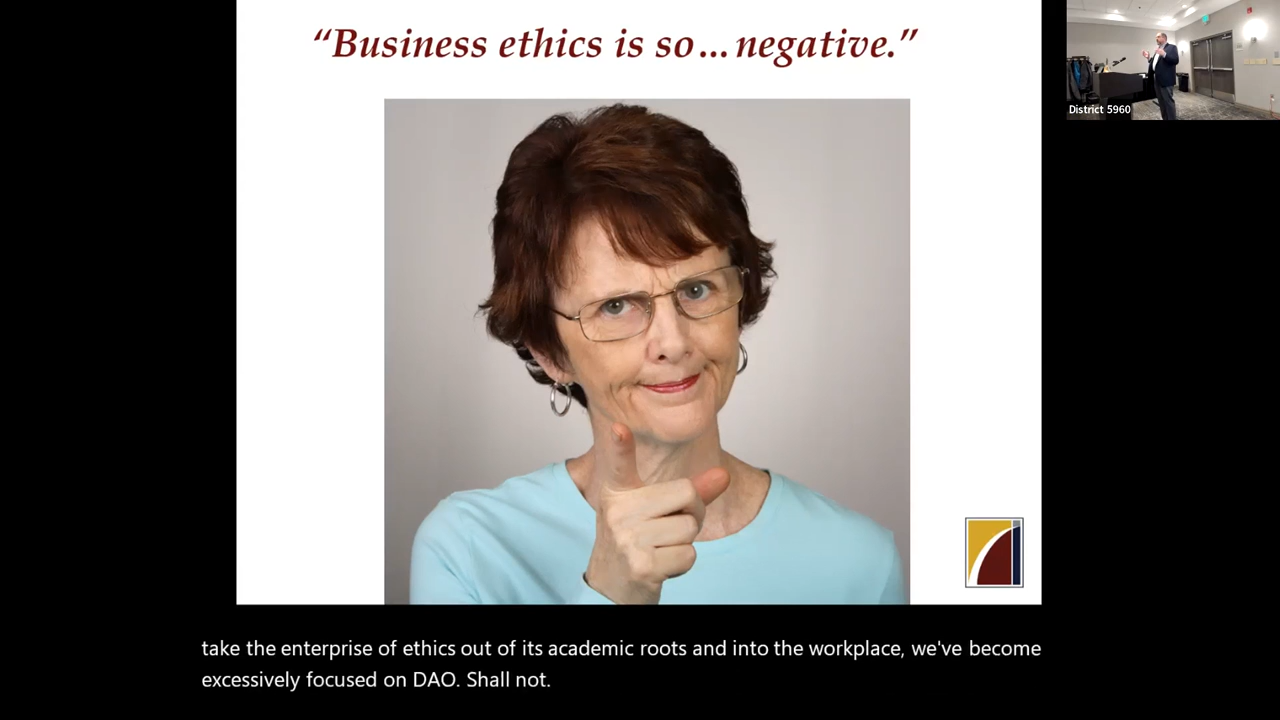 “Business ethics is so...negative.”
District 5960
take the enterprise of ethics out of its academic roots and into the workplace, we've become
excessively focused on DAO. Shall not.